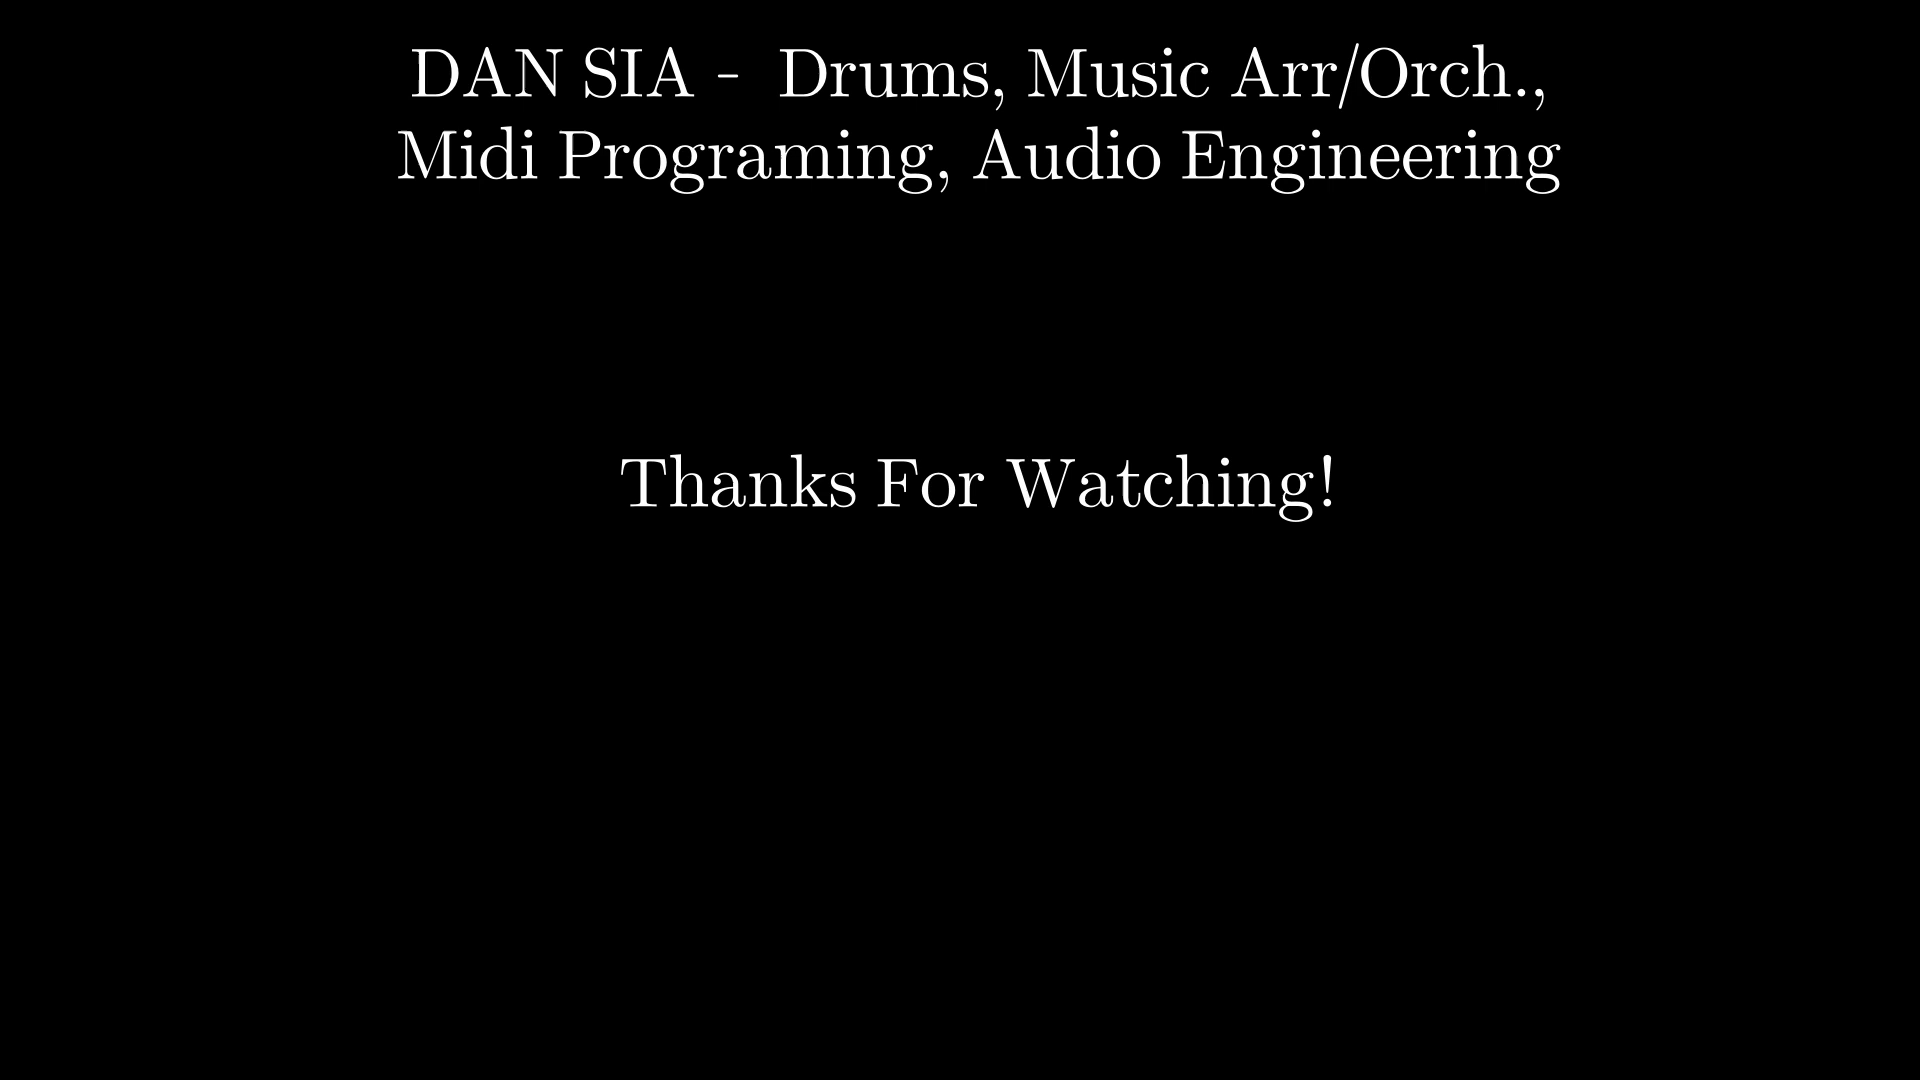 DAN SIA -  Drums, Music Arr/Orch.,
Midi Programing, Audio Engineering
Thanks For Watching!